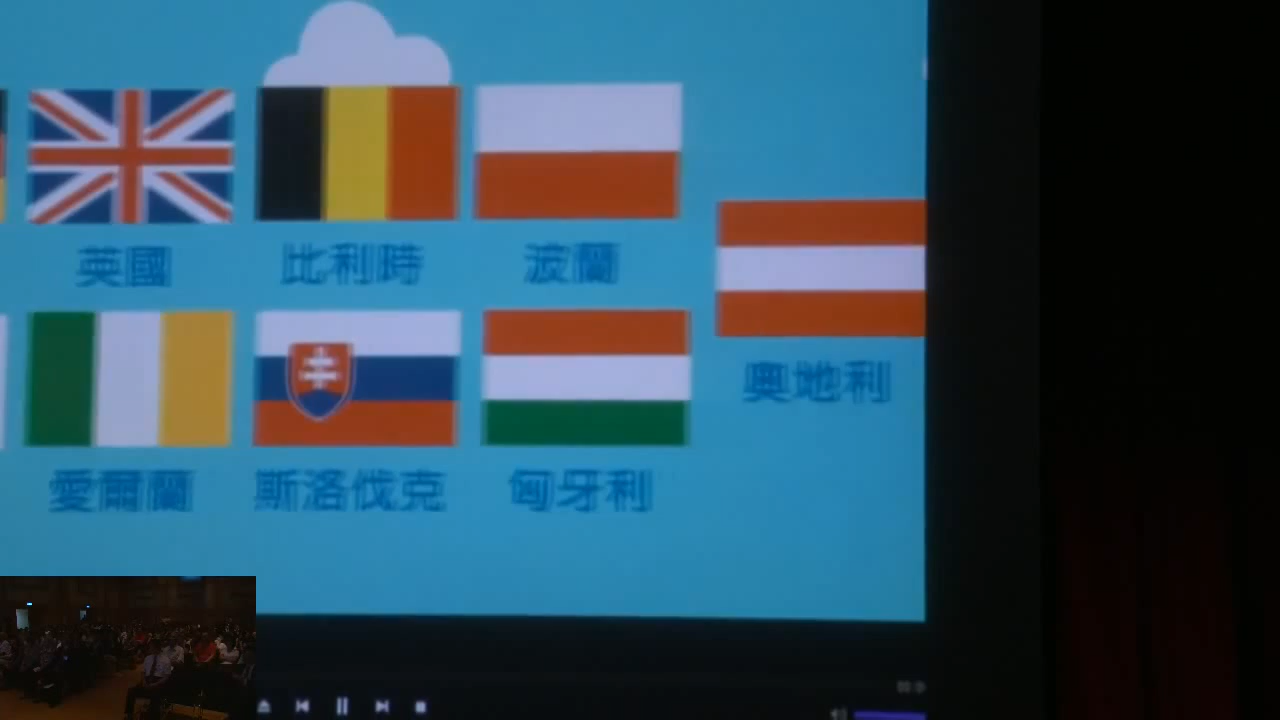 英國 比利時 波蘭
奧地利
愛爾蘭 斯洛伐克 匈牙利